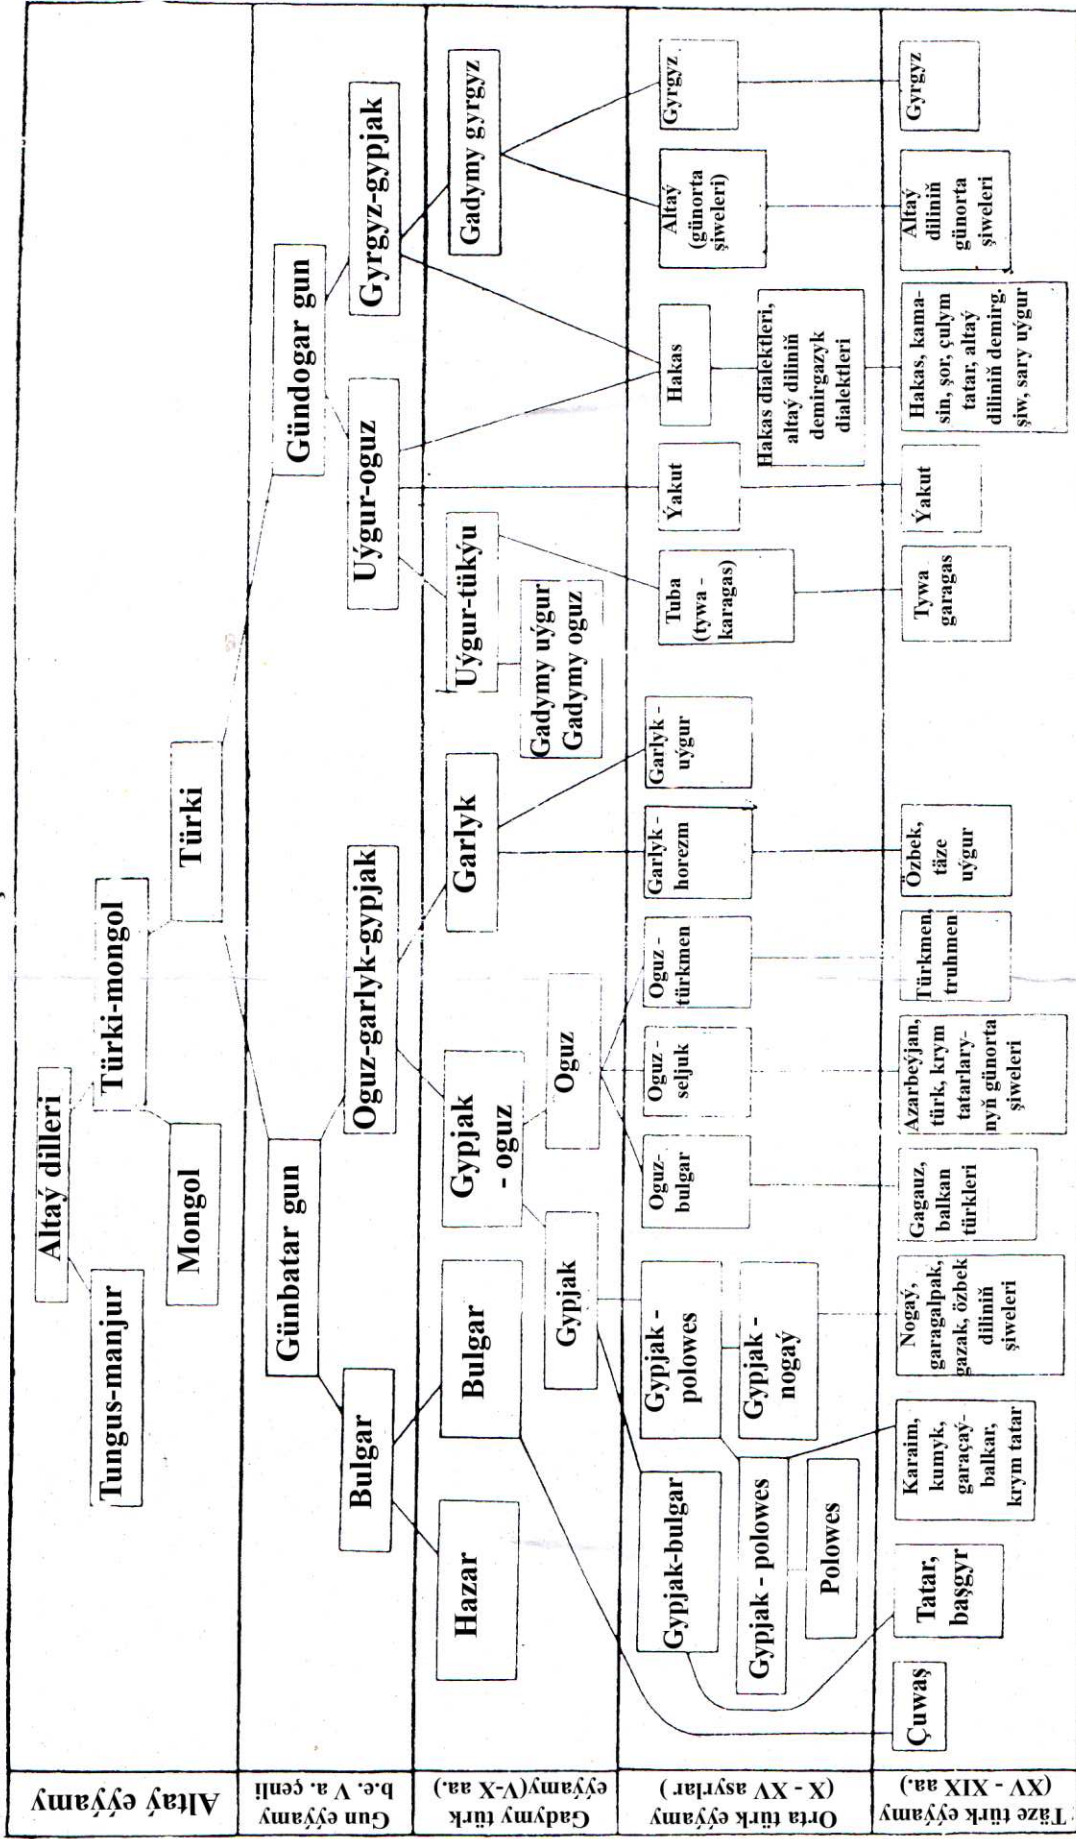 Altaý eýýamy
Altaý dilleri
Tungus-manjur
Türki-mongol
Mongol
Türki
Gun eýýamy
b.e. V a. çenli
Günbatar gun
Gündogar gun
Bulgar
Oguz-garlyk-gypjak
Uýgur-oguz
Gyrgyz-gypjak
Gadymy türk
eýýamy(V-X aa.)
Hazar
Bulgar
Gypjak
- oguz
Garlyk
Uýgur-tükýu
Gadymy gyrgyz
Gypjak
Oguz
Gadymy uýgur
Gadymy oguz
Orta türk eýýamy
(X - XV asyrlar)
Gypjak-bulgar
Gypjak -
polowes
Oguz-
bulgar
Oguz -
seljuk
Oguz -
türkmen
Garlyk -
horezm
Garlyk -
uýgur
Tuba
(tywa -
karagas)
Ýakut
Hakas
Altaý
(günorta
şiweleri)
Gyrgyz
Gypjak - polowes
Gypjak -
nogaý
Hakas dialektleri,
altaý diliniň
demirgazyk
dialektleri
Polowes
Täze türk eýýamy
(XV - XIX aa.
Çuwaş
Tatar,
başgyr
Karaim,
kumyk,
garaçaý-
balkar,
krym tatar
Nogaý,
garagalpak,
gazak, özbek
diliniň
şiweleri
Gagauz,
balkan
türkleri
Azarbeýjan,
türk, krym
tatarlary-
nyň günorta
şiweleri
Türkmen,
truhmen
Özbek,
täze
uýgur
Tywa
garagas
Ýakut
Hakas, kama-
sin, şor, çulym
tatar, altaý
diliniň demirg.
şiw, sary uýgur
Altaý
diliniň
günorta
şiweleri
Gyrgyz